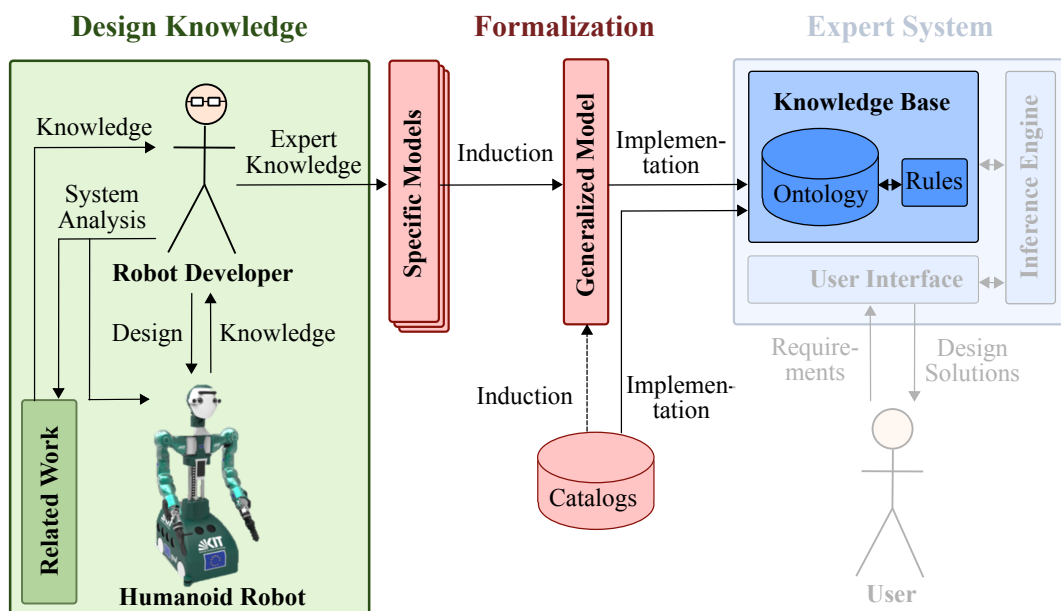 Design Knowledge
Formalization
Expert System
Knowledge
Expert
Knowledge
System
Analysis
Robot Developer
Design
Knowledge
Related Work
KIT
Humanoid Robot
Specific Models
Induction
Generalized Model
Implemen-
tation
Induction
Implemen-
tation
Catalogs
Knowledge Base
Ontology
Rules
Inference Engine
User Interface
Require-
ments
Design
Solutions
User